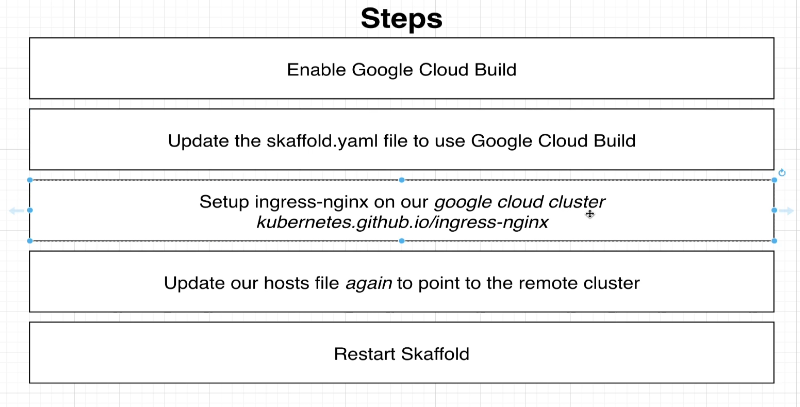 Steps
Enable Google Cloud Build
Update the skaffold.yaml file to use Google Cloud Build
Setup ingress-nginx on our google cloud cluster
kubernetes.github.io/ingress-nginx
Update our hosts file again to point to the remote cluster
Restart Skaffold